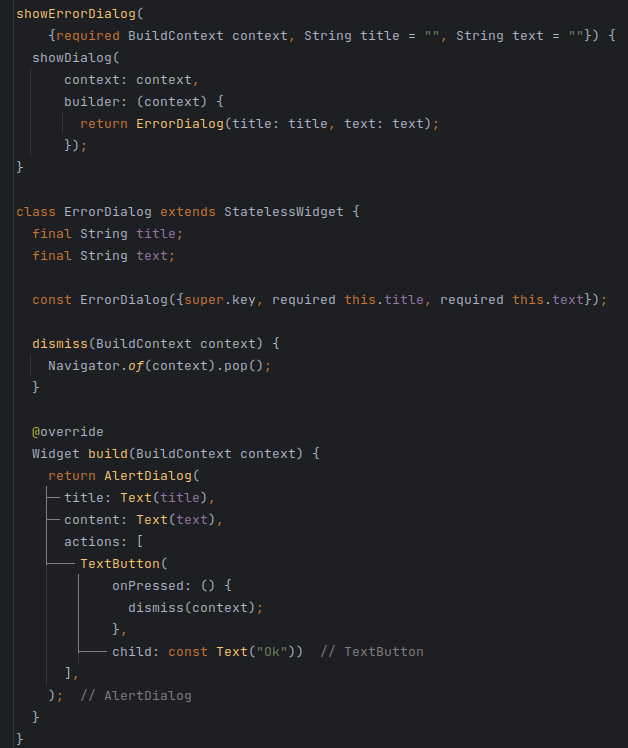 showErrorDialog(
    {required BuildContext context, String title = "", String text = ""}) {
  showDialog(
      context: context,
      builder: (context) {
        return ErrorDialog(title: title, text: text);
      });
}

class ErrorDialog extends StatelessWidget {
  final String title;
  final String text;

  const ErrorDialog({super.key, required this.title, required this.text});

  dismiss(BuildContext context) {
    Navigator.of(context).pop();
  }

  @override
  Widget build(BuildContext context) {
    return AlertDialog(
      title: Text(title),
      content: Text(text),
      actions: [
        TextButton(
            onPressed: () {
              dismiss(context);
            },
            child: const Text("Ok"))  // TextButton
      ],
    );  // AlertDialog
  }
}